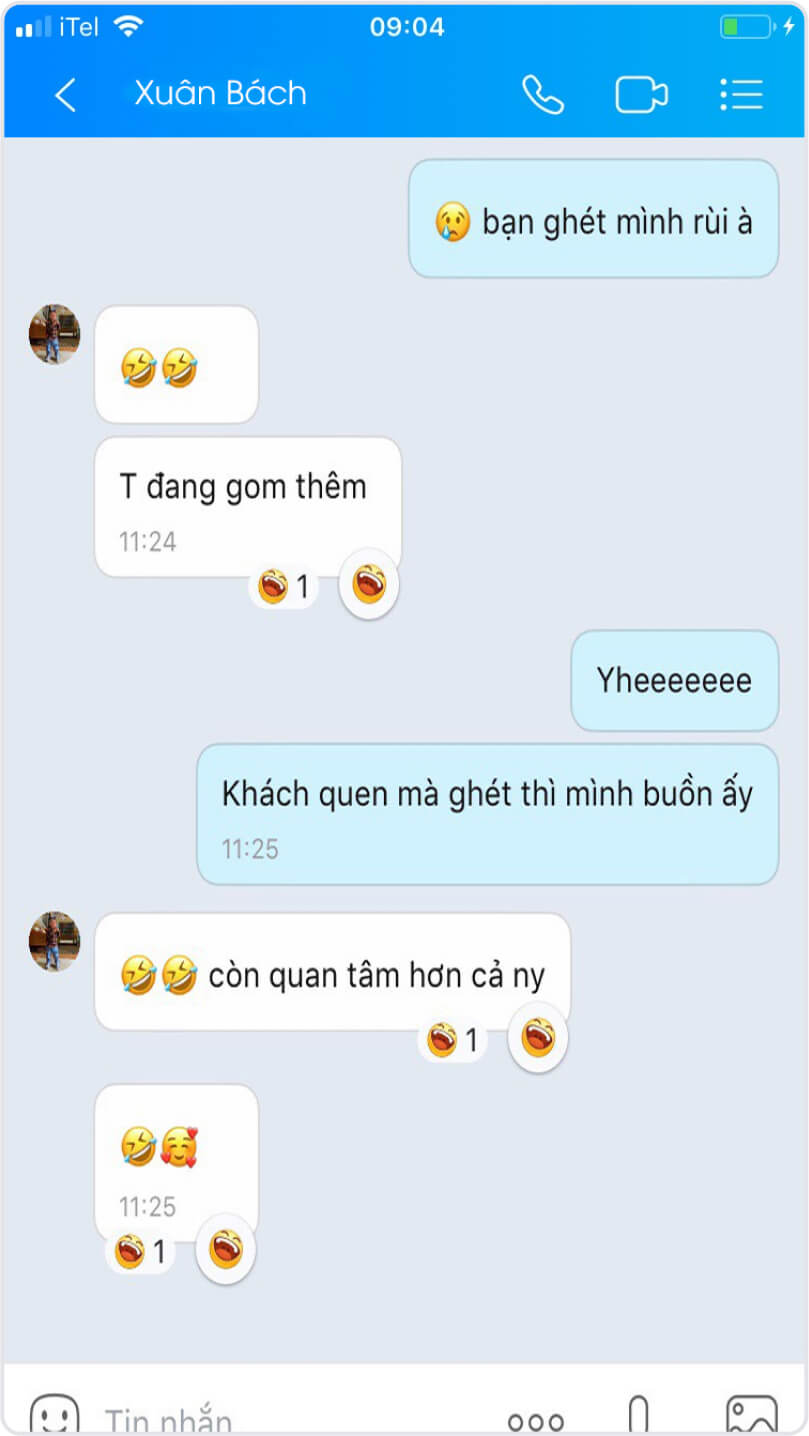 iTel 09:04
Xuân Bách
😢 bạn ghét mình rùi à
🤣🤣
T đang gom thêm
11:24
1
Yheeeeeee
Khách quen mà ghét thì mình buồn ấy
11:25
🤣🤣 còn quan tâm hơn cả ny
1
🤣🥰
11:25
1
Tin nhắn